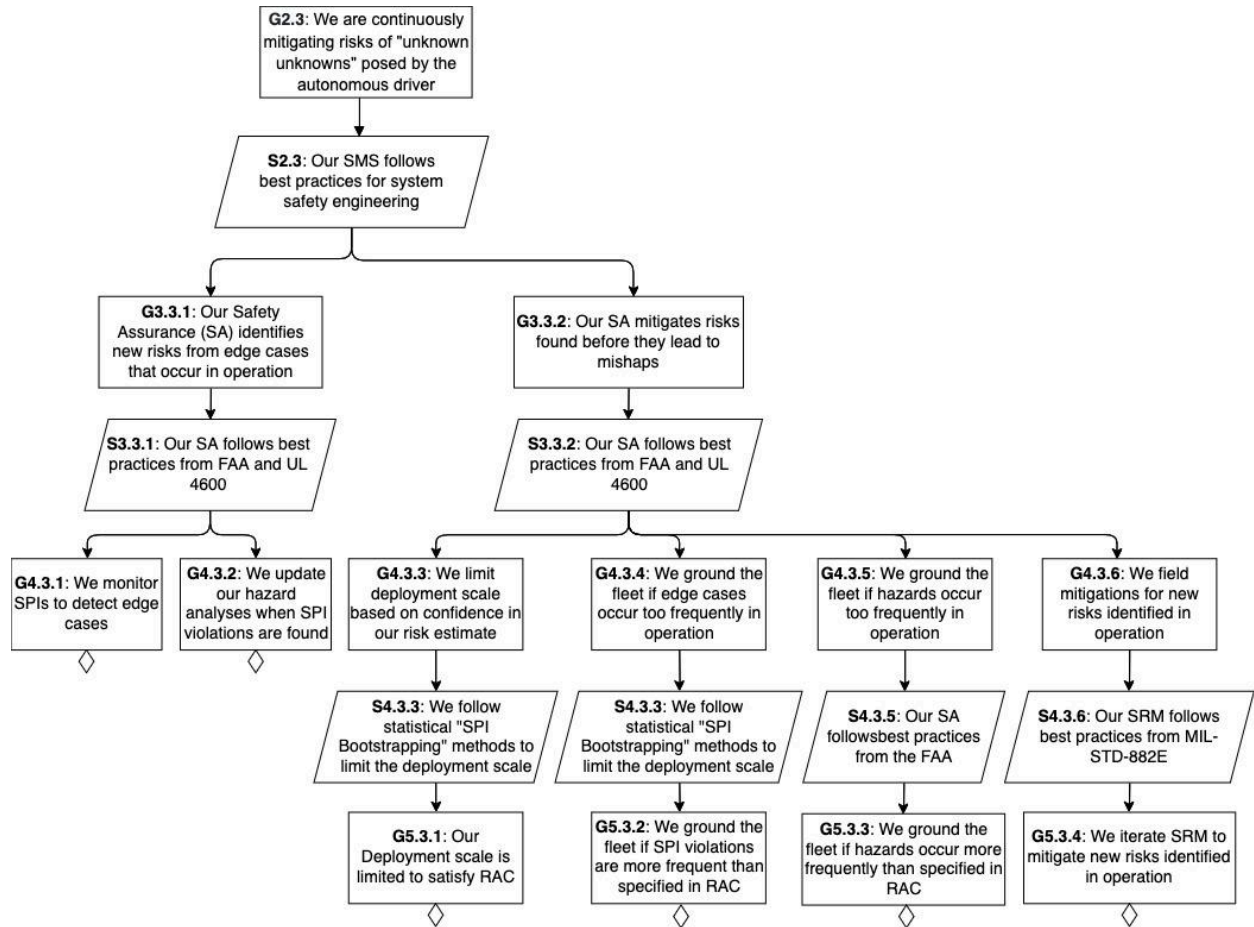 G2.3: We are continuously
mitigating risks of "unknown
unknowns" posed by the
autonomous driver
S2.3: Our SMS follows
best practices for system
safety engineering
G3.3.1: Our Safety
Assurance (SA) identifies
new risks from edge cases
that occur in operation
G3.3.2: Our SA mitigates risks
found before they lead to
mishaps
S3.3.1: Our SA follows best
practices from FAA and UL
4600
S3.3.2: Our SA follows best
practices from FAA and UL
4600
G4.3.1: We monitor
SPIs to detect edge
cases
G4.3.2: We update
our hazard
analyses when SPI
violations are found
G4.3.3: We limit
deployment scale
based on confidence in
our risk estimate
G4.3.4: We ground the
fleet if edge cases
occur too frequently in
operation
G4.3.5: We ground the
fleet if hazards occur
too frequently in
operation
G4.3.6: We field
mitigations for new
risks identified in
operation
S4.3.3: We follow
statistical "SPI
Bootstrapping" methods to
limit the deployment scale
S4.3.3: We follow
statistical "SPI
Bootstrapping" methods to
limit the deployment scale
S4.3.5: Our SA
followsbest practices
from the FAA
S4.3.6: Our SRM follows
best practices from MIL-
STD-882E
G5.3.1: Our
Deployment scale is
limited to satisfy RAC
G5.3.2: We ground the
fleet if SPI violations
are more frequent than
specified in RAC
G5.3.3: We ground the
fleet if hazards occur more
frequently than specified in
RAC
G5.3.4: We iterate SRM to
mitigate new risks identified
in operation